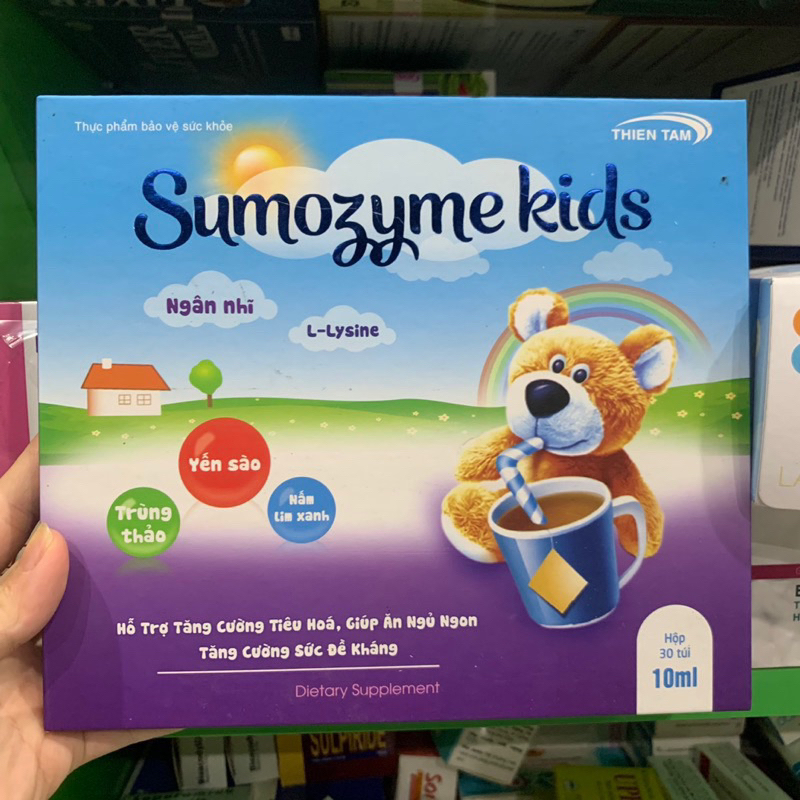 Thực phẩm bảo vệ sức khỏe
THIEN TAM
Sumozyme kids
Ngân nhĩ
L-Lysine
Yến sào
Trùng
thảo
Nấm
lim xanh
Hỗ Trợ Tăng Cường Tiêu Hoá, Giúp Ăn Ngủ Ngon
Tăng Cường Sức Đề Kháng
Dietary Supplement
Hộp
30 túi
10ml
SULPIRIDE